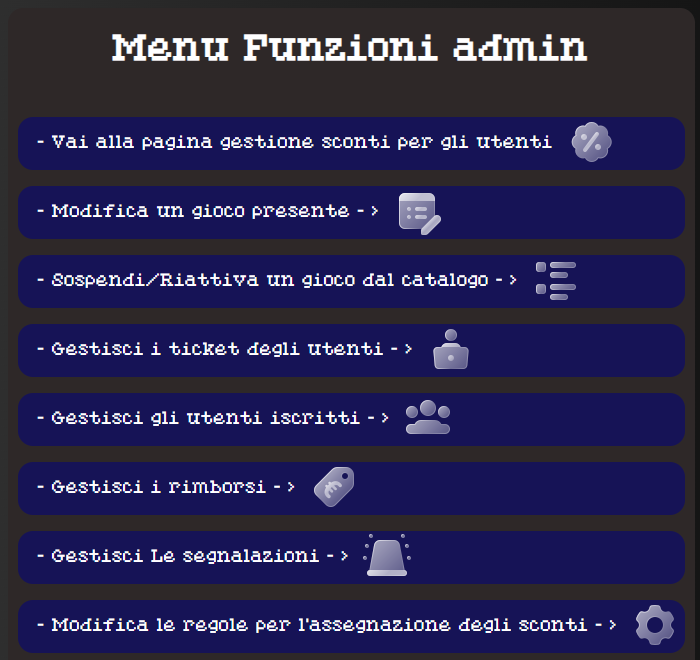 Menu Funzioni admin
- Vai alla pagina gestione sconti per gli utenti
- Modifica un gioco presente - >
- Sospendi/Riattiva un gioco dal catalogo - >
- Gestisci i ticket degli utenti - >
- Gestisci gli utenti iscritti - >
- Gestisci i rimborsi - >
- Gestisci Le segnalazioni - >
- Modifica le regole per l'assegnazione degli sconti - >